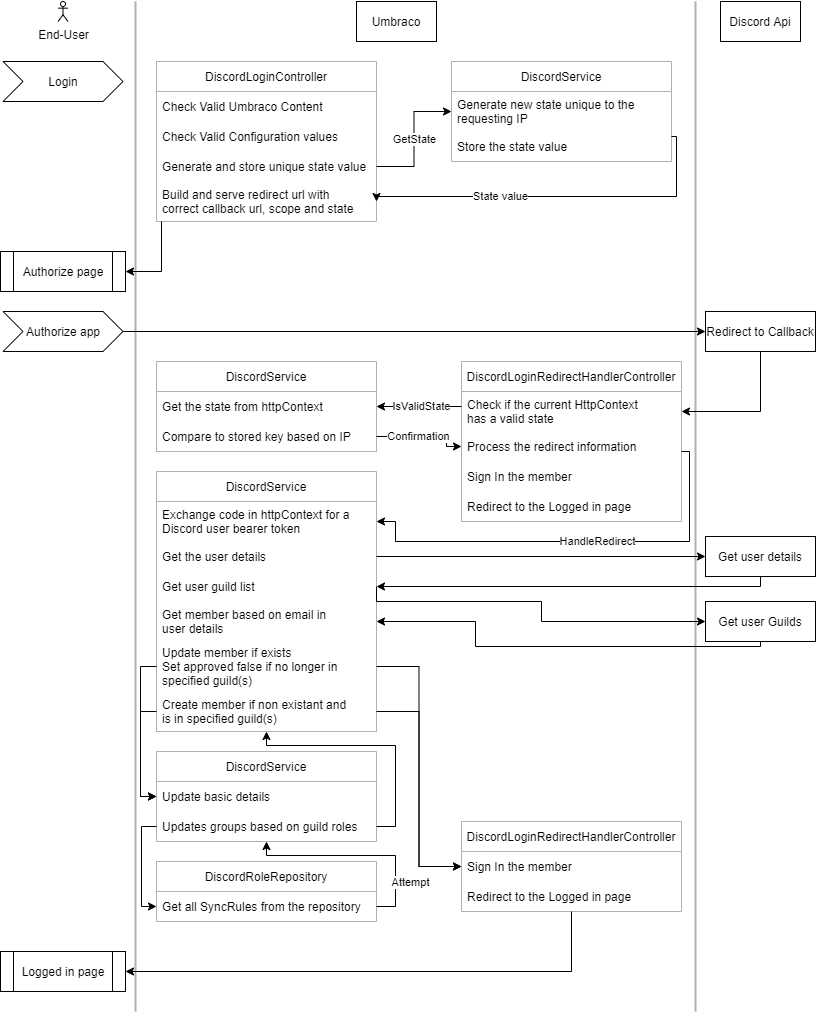 End-User
Umbraco
Discord Api
Login
DiscordLoginController
Check Valid Umbraco Content
Check Valid Configuration values
Generate and store unique state value
Build and serve redirect url with
correct callback url, scope and state
GetState
DiscordService
Generate new state unique to the
requesting IP
Store the state value
State value
Authorize page
Authorize app
Redirect to Callback
DiscordService
Get the state from httpContext
Compare to stored key based on IP
IsValidState
Confirmation
DiscordLoginRedirectHandlerController
Check if the current HttpContext
has a valid state
Process the redirect information
Sign In the member
Redirect to the Logged in page
HandleRedirect
DiscordService
Exchange code in httpContext for a
Discord user bearer token
Get the user details
Get user guild list
Get member based on email in
user details
Update member if exists
Set approved false if no longer in
specified guild(s)
Create member if non existant and
is in specified guild(s)
Get user details
Get user Guilds
DiscordService
Update basic details
Updates groups based on guild roles
DiscordRoleRepository
Get all SyncRules from the repository
Attempt
DiscordLoginRedirectHandlerController
Sign In the member
Redirect to the Logged in page
Logged in page